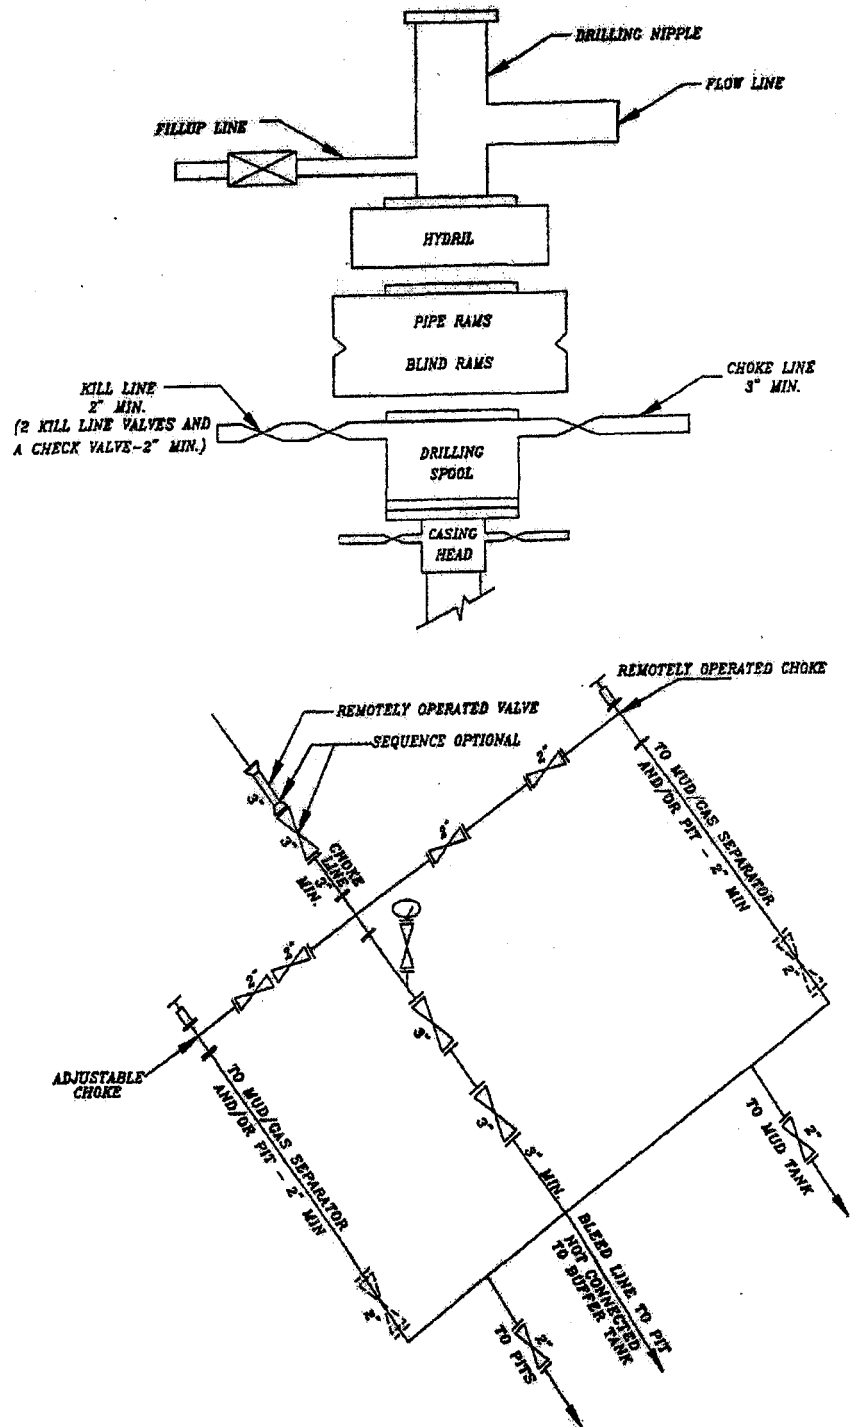 DRILLING NIPPLE
FLOW LINE
FILLUP LINE
HYDRIL
PIPE RAMS
BLIND RAMS
CHOKE LINE
3" MIN.
KILL LINE
2" MIN.
(2 KILL LINE VALVES AND
A CHECK VALVE-2" MIN.)
DRILLING
SPOOL
CASING
HEAD
REMOTELY OPERATED CHOKE
REMOTELY OPERATED VALVE
SEQUENCE OPTIONAL
2"
3"
3"
2"
CHOKE
LINE
3"
MIN.
TO MUD/GAS SEPARATOR
AND/OR PIT - 2" MIN
2"
2"
2"
3"
ADJUSTABLE
CHOKE
TO MUD/GAS SEPARATOR
AND/OR PIT - 2" MIN
3"
3" MIN.
2"
TO MUD TANK
BLEED LINE TO PIT
NOT CONNECTED
TO BUFFER TANK
2"
2"
TO PITS